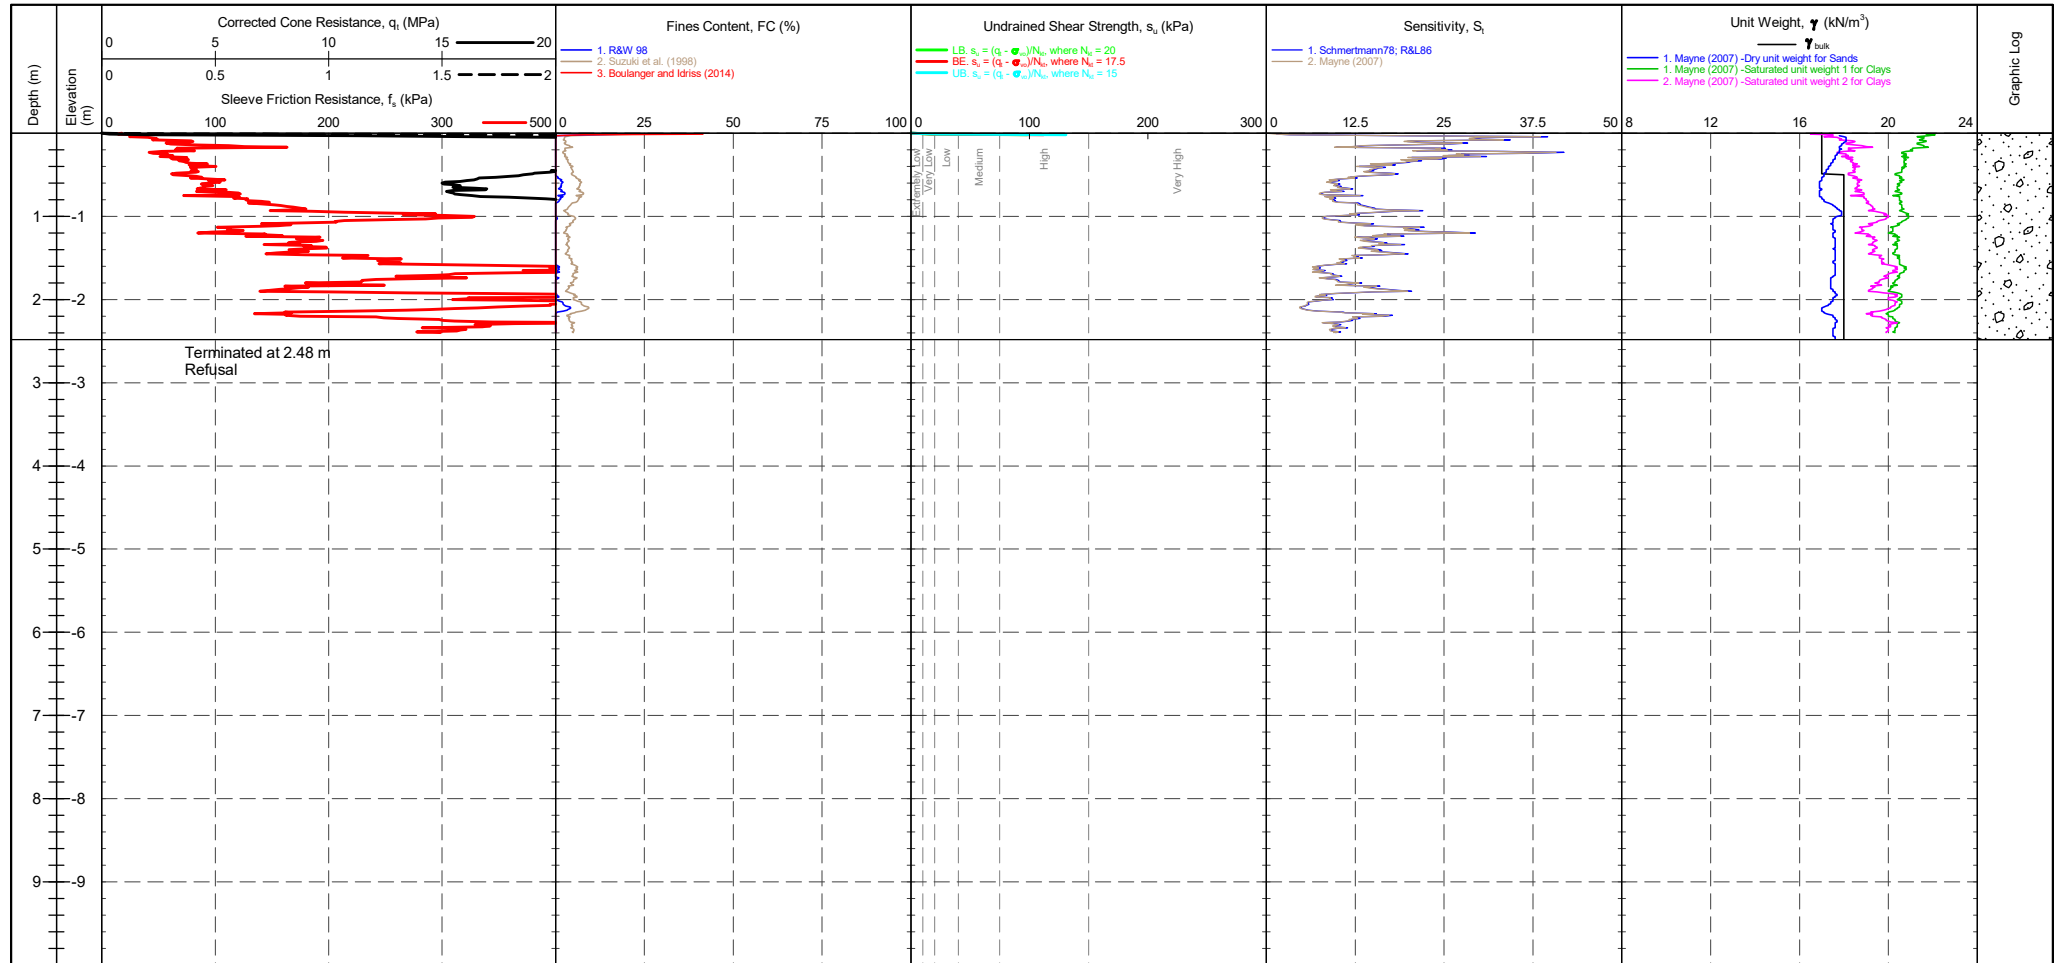 Depth (m)
Elevation (m)
Corrected Cone Resistance, qt (MPa)
0 5 10 15 20
0 0.5 1 1.5 2
Sleeve Friction Resistance, fs (kPa)
0 100 200 300 500
Fines Content, FC (%)
1. R&W 98
2. Suzuki et al. (1998)
3. Boulanger and Idriss (2014)
0 25 50 75 100
Undrained Shear Strength, su (kPa)
LB. su = (qt - σvo)/Nkt, where Nkt = 20
BE. su = (qt - σvo)/Nkt, where Nkt = 17.5
UB. su = (qt - σvo)/Nkt, where Nkt = 15
0 100 200 300
Extremely Low
Very Low
Low
Medium
High
Very High
Sensitivity, St
1. Schmertmann78; R&L86
2. Mayne (2007)
0 12.5 25 37.5 50
Unit Weight, γ (kN/m3)
γbulk
1. Mayne (2007) -Dry unit weight for Sands
1. Mayne (2007) -Saturated unit weight 1 for Clays
2. Mayne (2007) -Saturated unit weight 2 for Clays
8 12 16 20 24
Graphic Log
1 -1
2 -2
Terminated at 2.48 m
Refusal
3 -3
4 -4
5 -5
6 -6
7 -7
8 -8
9 -9